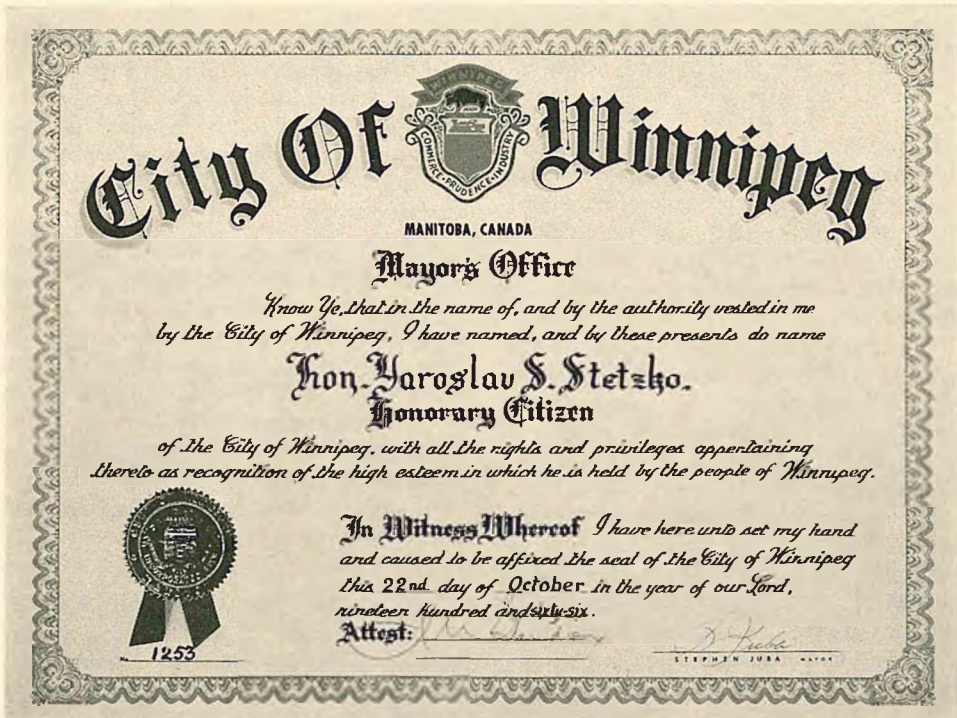 City Of Winnipeg
WINNIPEG
COMMERCE·PRUDENCE·INDUSTRY
MANITOBA, CANADA
Mayor's Office
Know Ye, that in the name of, and by the authority vested in me
by the City of Winnipeg, I have named, and by these presents do name
Hon. Yaroslav S. Stetzko.
Honorary Citizen
of the City of Winnipeg, with all the rights and privileges appertaining
thereto as recognition of the high esteem in which he is held by the people of Winnipeg.
In Witness Whereof I have here unto set my hand
and caused to be affixed the seal of the City of Winnipeg
this 22nd day of October in the year of our Lord,
nineteen hundred and sixty-six.
Attest:
No. 1253
S Juba
STEPHEN JUBA MAYOR